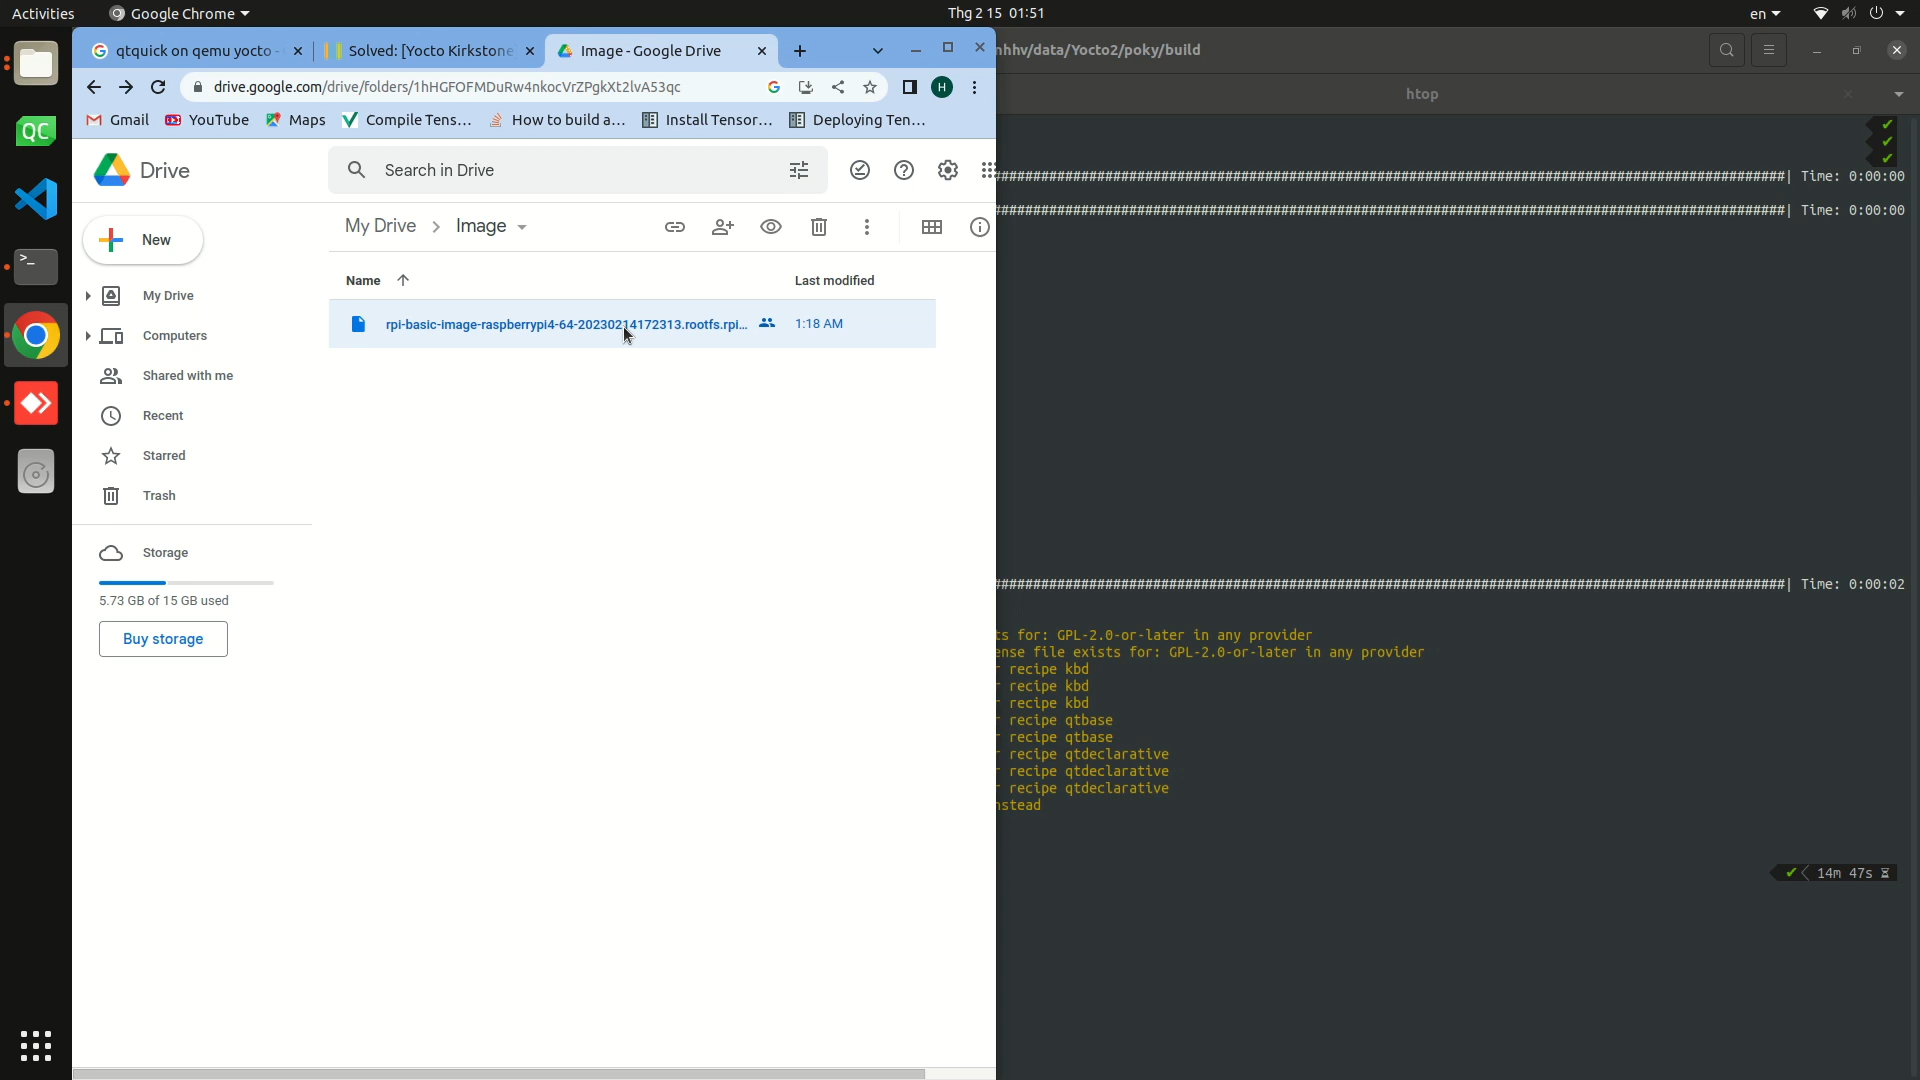 Activities
Google Chrome
Thg 2 15 01:51
en
nhhv/data/Yocto2/poky/build
qtquick on qemu yocto -
Solved: [Yocto Kirkstone
Image - Google Drive
drive.google.com/drive/folders/1hHGFOFMDuRw4nkocVrZPgkXt2lvA53qc
H
Gmail
YouTube
Maps
Compile Tens...
How to build a...
Install Tensor...
Deploying Ten...
htop
QC
Drive
Search in Drive
New
My Drive
Image
My Drive
Computers
Shared with me
Recent
Starred
Trash
Storage
5.73 GB of 15 GB used
Buy storage
Name
Last modified
rpi-basic-image-raspberrypi4-64-20230214172313.rootfs.rpi...
1:18 AM
#######################################################################################| Time: 0:00:00
#######################################################################################| Time: 0:00:00
#######################################################################################| Time: 0:00:02
ts for: GPL-2.0-or-later in any provider
ense file exists for: GPL-2.0-or-later in any provider
r recipe kbd
r recipe kbd
r recipe kbd
r recipe qtbase
r recipe qtbase
r recipe qtdeclarative
r recipe qtdeclarative
r recipe qtdeclarative
nstead
14m 47s